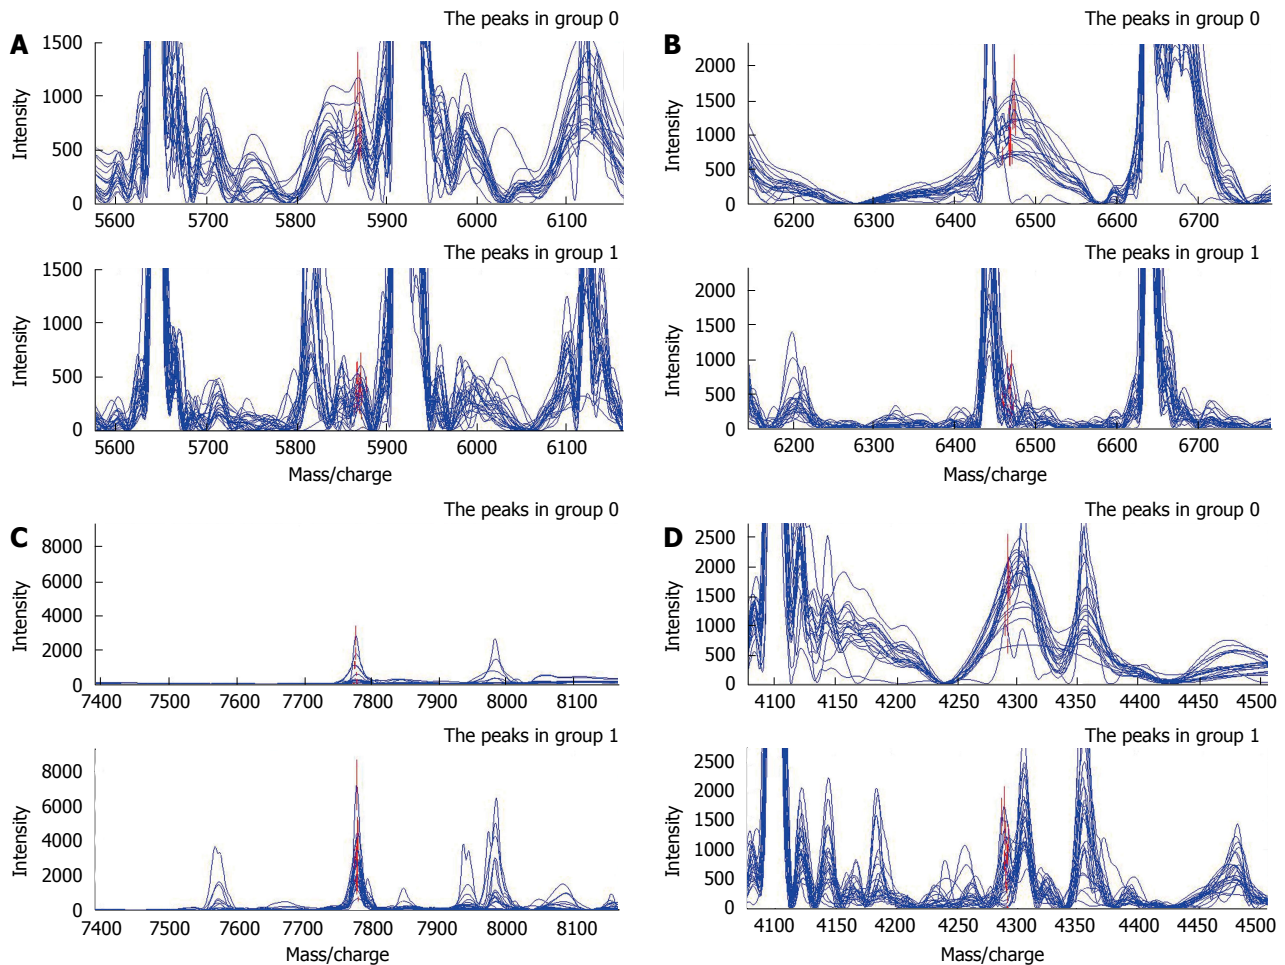 A
The peaks in group 0
Intensity
1500
1000
500
0
5600 5700 5800 5900 6000 6100
The peaks in group 1
Intensity
1500
1000
500
0
5600 5700 5800 5900 6000 6100
Mass/charge
B
The peaks in group 0
Intensity
2000
1500
1000
500
0
6200 6300 6400 6500 6600 6700
The peaks in group 1
Intensity
2000
1500
1000
500
0
6200 6300 6400 6500 6600 6700
Mass/charge
C
The peaks in group 0
Intensity
8000
6000
4000
2000
0
7400 7500 7600 7700 7800 7900 8000 8100
The peaks in group 1
Intensity
8000
6000
4000
2000
0
7400 7500 7600 7700 7800 7900 8000 8100
Mass/charge
D
The peaks in group 0
Intensity
2500
2000
1500
1000
500
0
4100 4150 4200 4250 4300 4350 4400 4450 4500
The peaks in group 1
Intensity
2500
2000
1500
1000
500
0
4100 4150 4200 4250 4300 4350 4400 4450 4500
Mass/charge